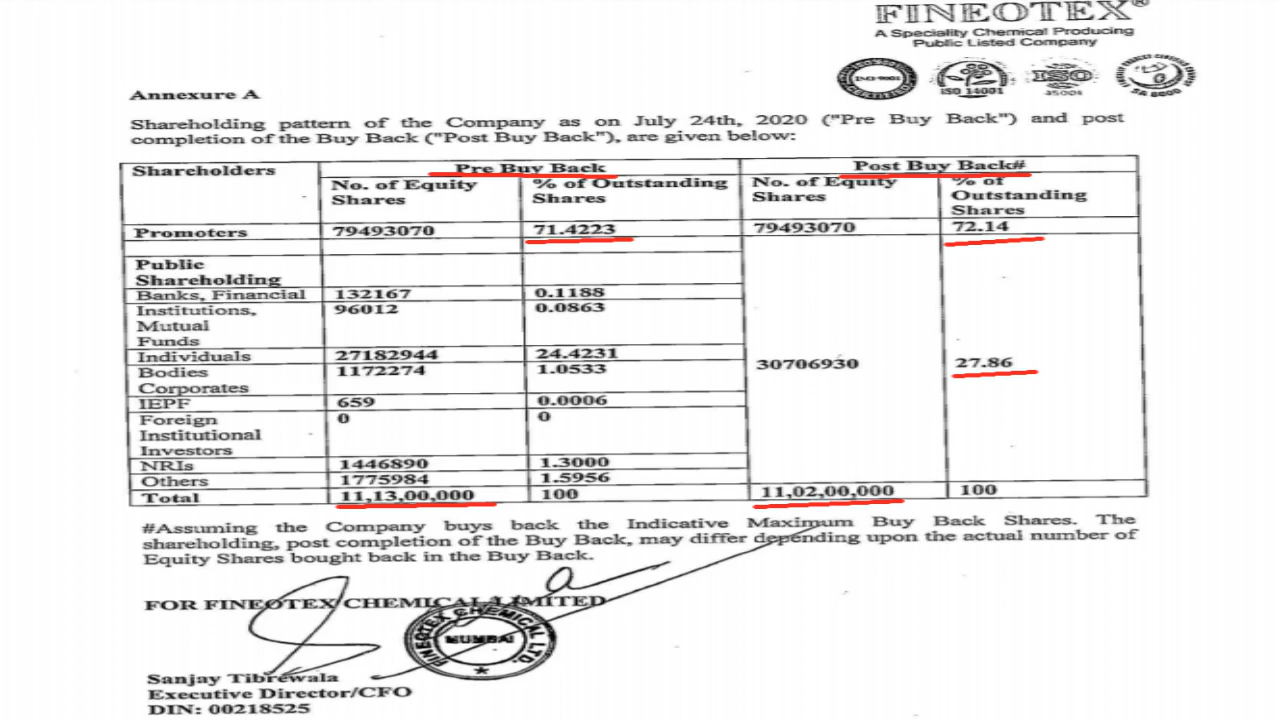 FINEOTEX®
A Speciality Chemical Producing
Public Listed Company
ISO 9001
ISO 14001
ISO
45001
SA 8000
Annexure A
Shareholding pattern of the Company as on July 24th, 2020 ("Pre Buy Back") and post
completion of the Buy Back ("Post Buy Back"), are given below:
Shareholders Pre Buy Back Post Buy Back#
No. of Equity Shares % of Outstanding Shares No. of Equity Shares % of Outstanding Shares
Promoters 79493070 71.4223 79493070 72.14
Public
Shareholding
Banks, Financial 132167 0.1188
Institutions, 96012 0.0863
Mutual
Funds
Individuals 27182944 24.4231
30706930 27.86
Bodies 1172274 1.0533
Corporates
IEPF 659 0.0006
Foreign 0 0
Institutional
Investors
NRIs 1446890 1.3000
Others 1775984 1.5956
Total 11,13,00,000 100 11,02,00,000 100
#Assuming the Company buys back the Indicative Maximum Buy Back Shares. The
shareholding, post completion of the Buy Back, may differ depending upon the actual number of
Equity Shares bought back in the Buy Back.
FOR FINEOTEX CHEMICAL LIMITED
FINEOTEX CHEMICAL LTD.
MUMBAI
Sanjay Tibrewala
Executive Director/CFO
DIN: 00218525